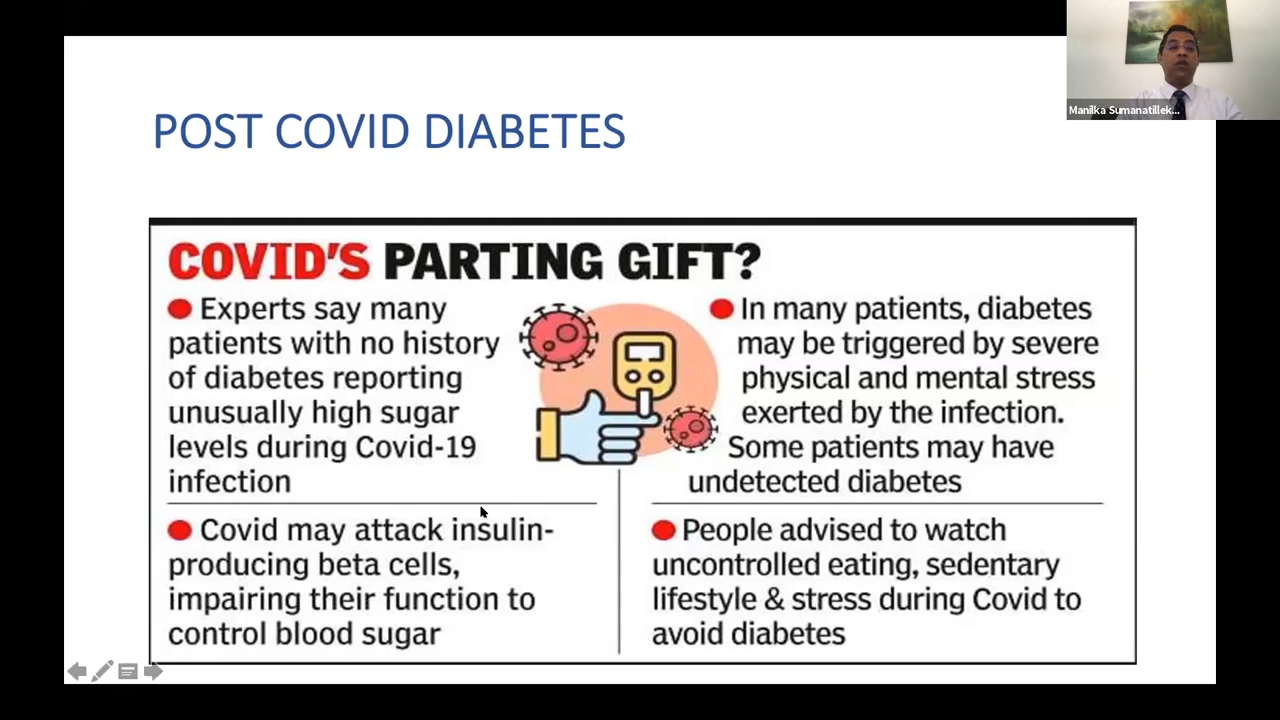 Manilka Sumanatillek...
POST COVID DIABETES
COVID'S PARTING GIFT?
Experts say many
patients with no history
of diabetes reporting
unusually high sugar
levels during Covid-19
infection
In many patients, diabetes
may be triggered by severe
physical and mental stress
exerted by the infection.
Some patients may have
undetected diabetes
Covid may attack insulin-
producing beta cells,
impairing their function to
control blood sugar
People advised to watch
uncontrolled eating, sedentary
lifestyle & stress during Covid to
avoid diabetes